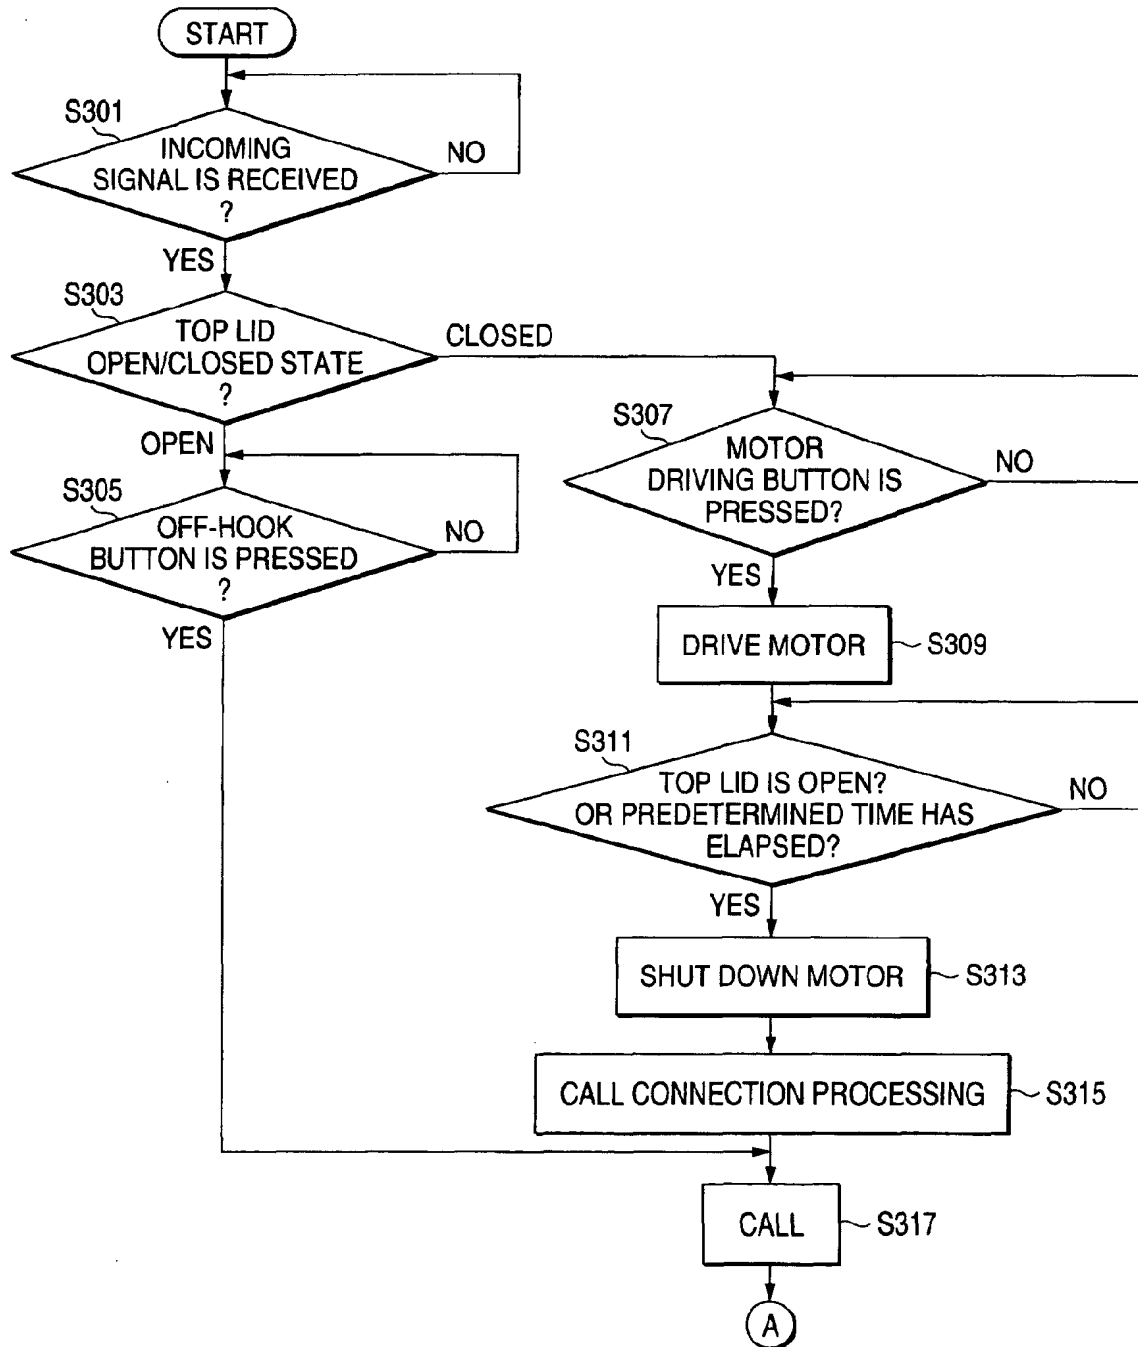 START
S301
INCOMING
SIGNAL IS RECEIVED
?
NO
YES
S303
TOP LID
OPEN/CLOSED STATE
?
CLOSED
OPEN
S305
OFF-HOOK
BUTTON IS PRESSED
?
NO
YES
S307
MOTOR
DRIVING BUTTON IS
PRESSED?
NO
YES
DRIVE MOTOR
S309
S311
TOP LID IS OPEN?
OR PREDETERMINED TIME HAS
ELAPSED?
NO
YES
SHUT DOWN MOTOR
S313
CALL CONNECTION PROCESSING
S315
CALL
S317
A